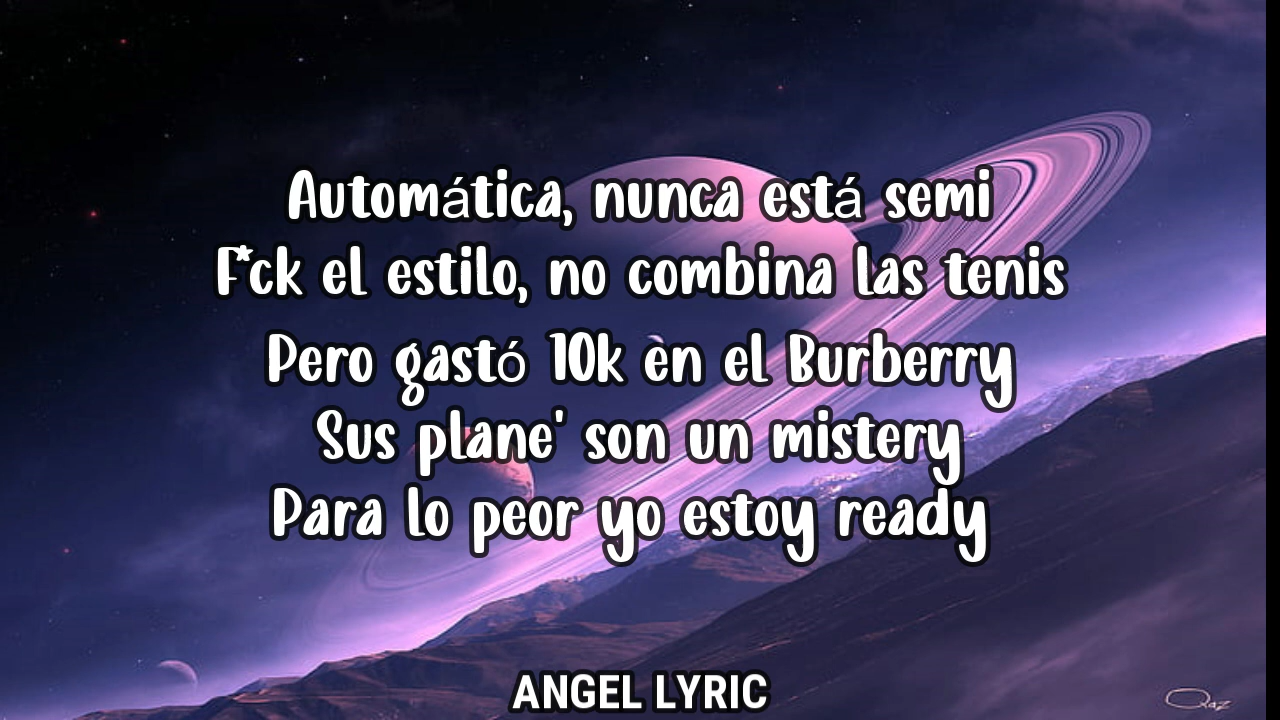 Automática, nunca está semi
F*ck el estilo, no combina las tenis
Pero gastó 10k en el Burberry
Sus plane' son un mistery
Para lo peor yo estoy ready
ANGEL LYRIC
Qaz